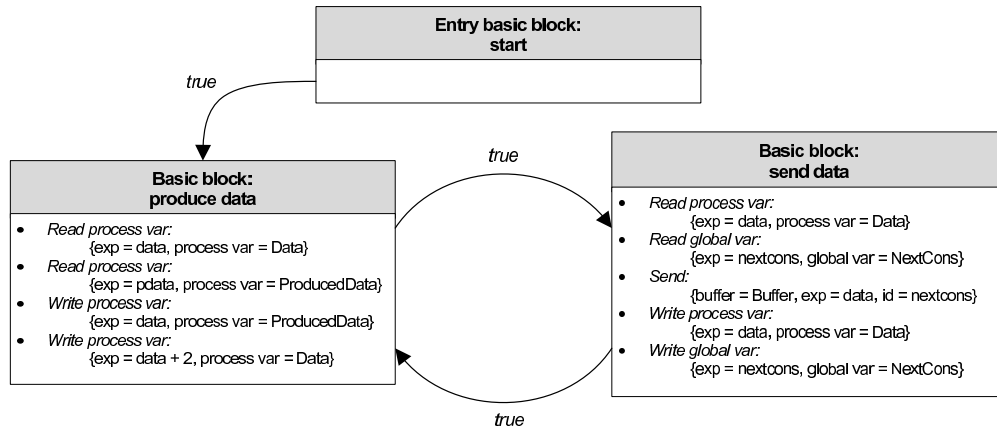 Entry basic block:
start
true
true
Basic block:
produce data
• Read process var:
{exp = data, process var = Data}
• Read process var:
{exp = pdata, process var = ProducedData}
• Write process var:
{exp = data, process var = ProducedData}
• Write process var:
{exp = data + 2, process var = Data}
Basic block:
send data
• Read process var:
{exp = data, process var = Data}
• Read global var:
{exp = nextcons, global var = NextCons}
• Send:
{buffer = Buffer, exp = data, id = nextcons}
• Write process var:
{exp = data, process var = Data}
• Write global var:
{exp = nextcons, global var = NextCons}
true